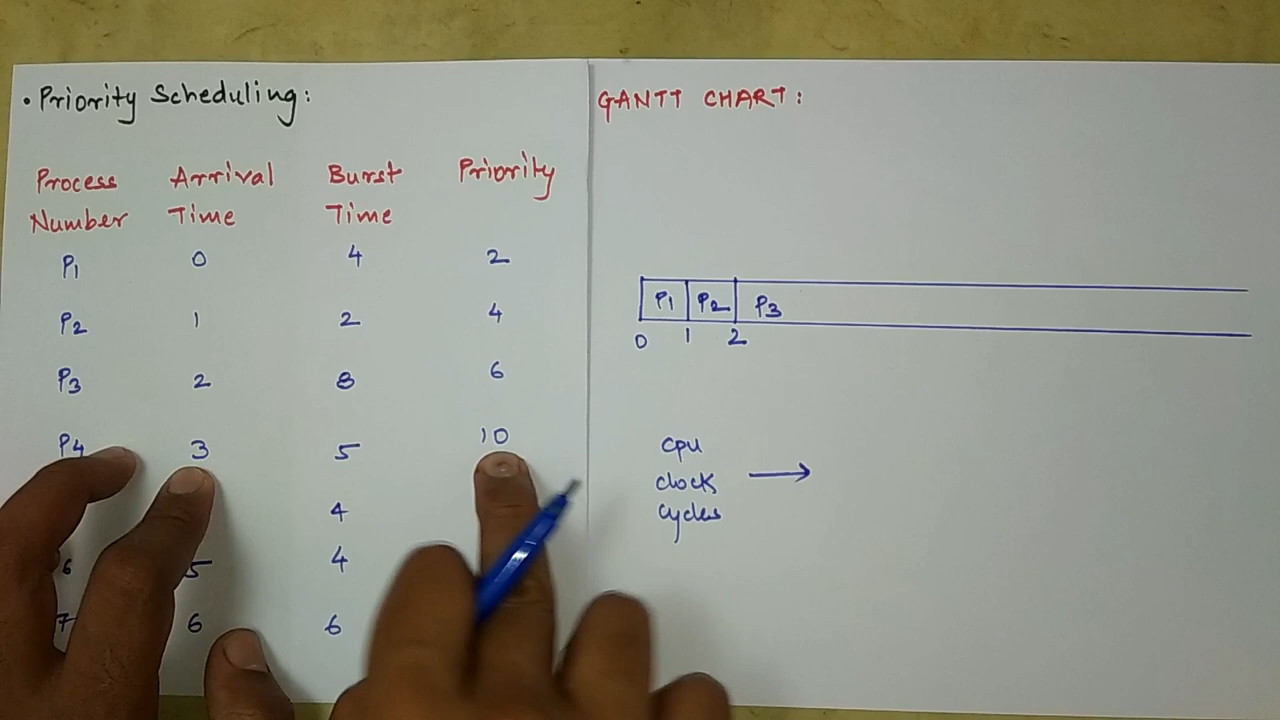 • Priority Scheduling:
Process Arrival Burst Priority
Number Time Time
P1 0 4 2
P2 1 2 4
P3 2 8 6
P4 3 5 10
4
6 5 4
7 6 6
GANTT CHART:
P1 P2 P3
0 1 2
CPU
clock
cycles